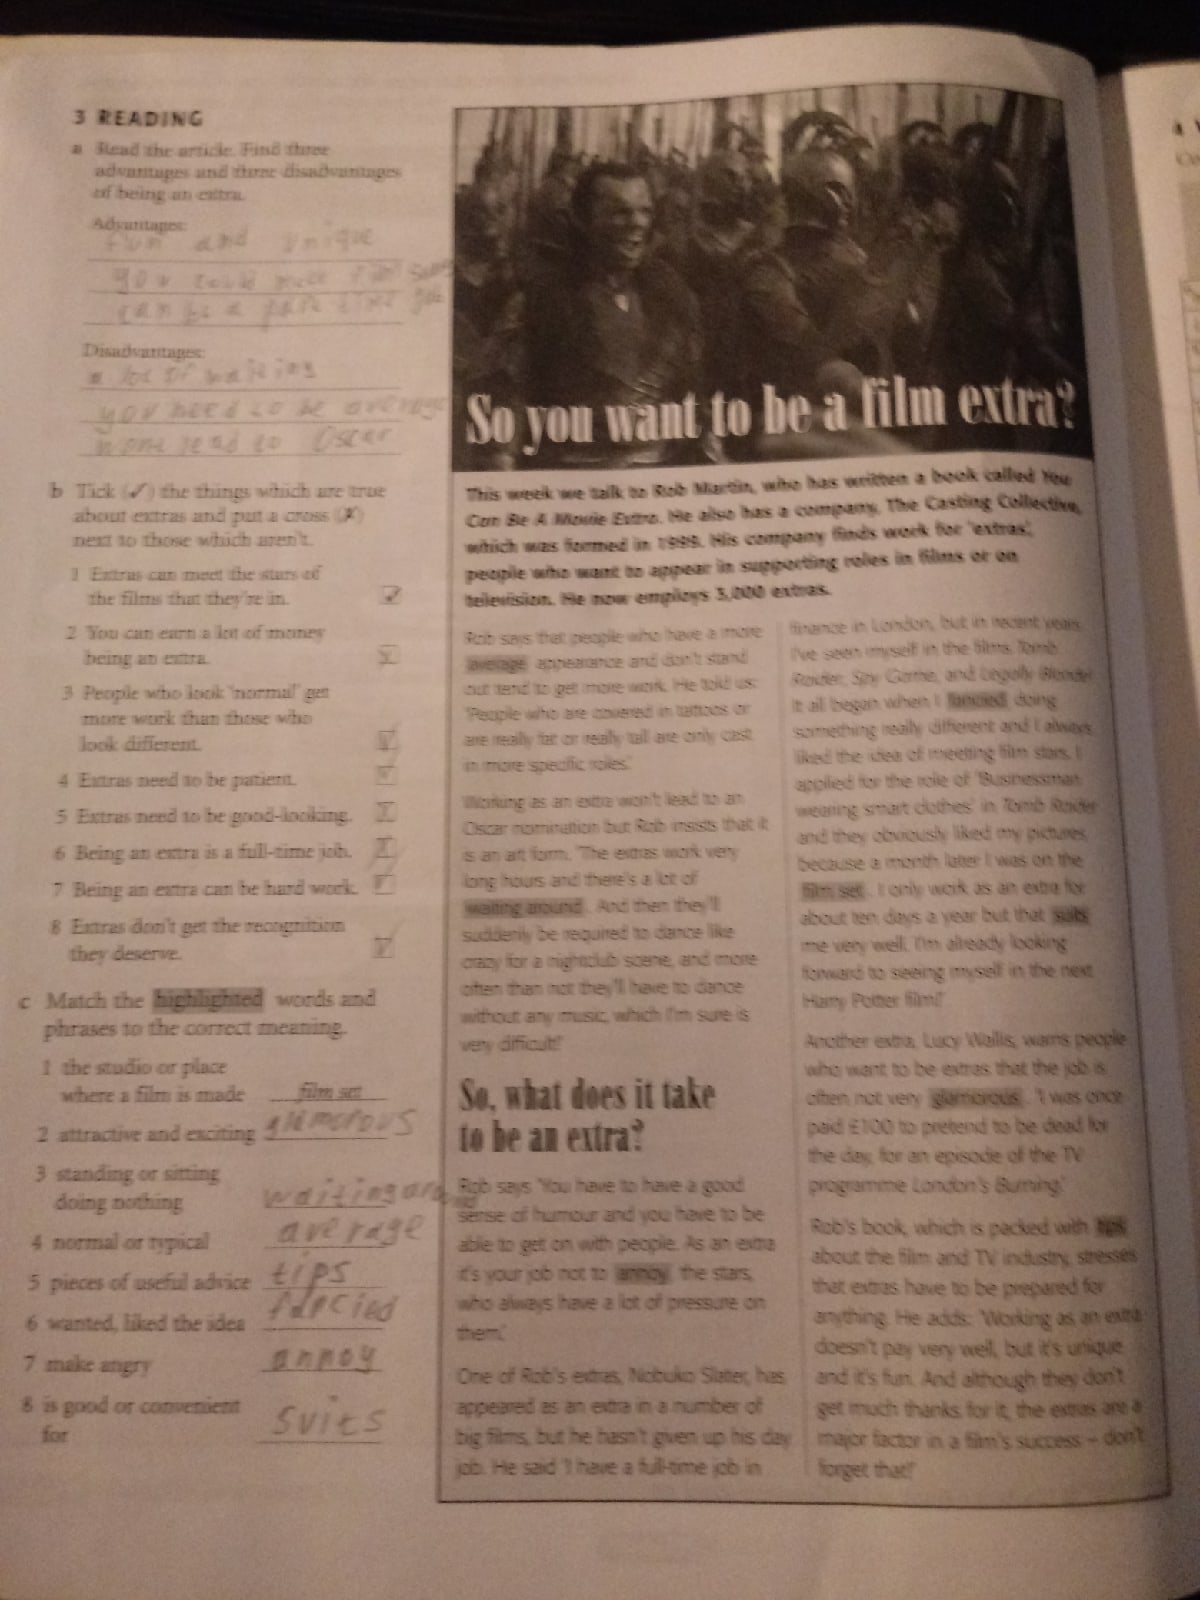 3 READING
a Read the article. Find three
advantages and three disadvantages
of being an extra.
Advantages:
fun and unique
you could meet film
can be a part time job
Disadvantages:
a lot of waiting
you need to be average
wone lead to Oscar
b Tick (✓) the things which are true
about extras and put a cross (✗)
next to those which aren't.
1 Extras can meet the stars of
the films that they're in. ✓
2 You can earn a lot of money
being an extra. X
3 People who look 'normal' get
more work than those who
look different. ✓
4 Extras need to be patient. ✓
5 Extras need to be good-looking. X
6 Being an extra is a full-time job. X
7 Being an extra can be hard work. ✓
8 Extras don't get the recognition
they deserve. ✓
c Match the highlighted words and
phrases to the correct meaning.
1 the studio or place
where a film is made film set
2 attractive and exciting glamorous
3 standing or sitting
doing nothing waiting around
4 normal or typical average
5 pieces of useful advice tips
6 wanted, liked the idea fancied
7 make angry annoy
8 is good or convenient
for suits
So you want to be a film extra?
This week we talk to Rob Martin, who has written a book called You
Can Be A Movie Extra. He also has a company, The Casting Collective,
which was formed in 1999. His company finds work for 'extras',
people who want to appear in supporting roles in films or on
television. He now employs 3,000 extras.
Rob says that people who have a more
average appearance and don't stand
out tend to get more work. He told us:
'People who are covered in tattoos or
are really fat or really tall are only cast
in more specific roles.'
Working as an extra won't lead to an
Oscar nomination but Rob insists that it
is an art form. 'The extras work very
long hours and there's a lot of
waiting around. And then they'll
suddenly be required to dance like
crazy for a nightclub scene, and more
often than not they'll have to dance
without any music, which I'm sure is
very difficult!'
So, what does it take
to be an extra?
Rob says 'You have to have a good
sense of humour and you have to be
able to get on with people. As an extra
it's your job not to annoy the stars,
who always have a lot of pressure on
them.'
One of Rob's extras, Nobuko Slater, has
appeared as an extra in a number of
big films, but he hasn't given up his day
job. He said 'I have a full-time job in
finance in London, but in recent years
I've seen myself in the films Tomb
Raider, Spy Game, and Legally Blonde!
It all began when I fancied doing
something really different and I always
liked the idea of meeting film stars. I
applied for the role of 'Businessman
wearing smart clothes' in Tomb Raider
and they obviously liked my pictures,
because a month later I was on the
film set. I only work as an extra for
about ten days a year but that suits
me very well. I'm already looking
forward to seeing myself in the next
Harry Potter film!'
Another extra, Lucy Wallis, warns people
who want to be extras that the job is
often not very glamorous. 'I was once
paid £100 to pretend to be dead for
the day, for an episode of the TV
programme London's Burning.'
Rob's book, which is packed with tips
about the film and TV industry, stresses
that extras have to be prepared for
anything. He adds: 'Working as an extra
doesn't pay very well, but it's unique
and it's fun. And although they don't
get much thanks for it, the extras are a
major factor in a film's success – don't
forget that!'